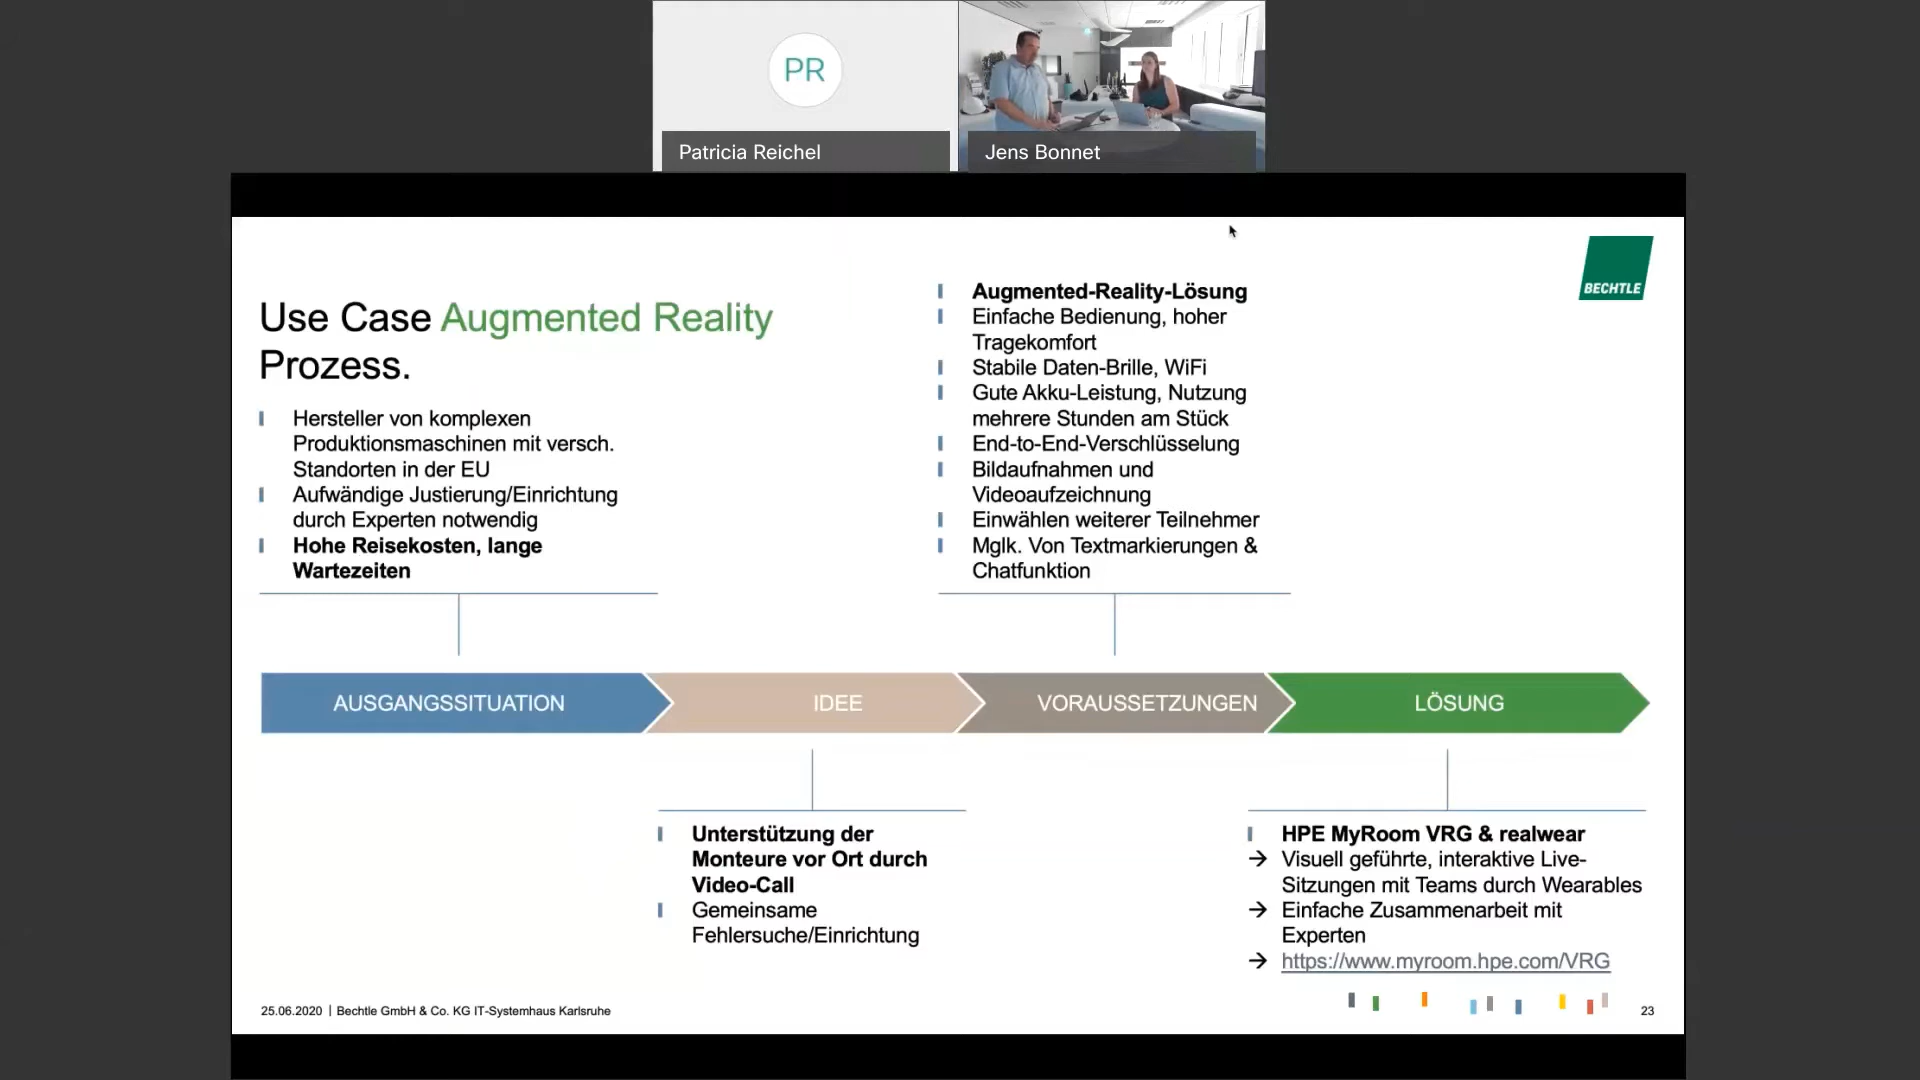 PR
Patricia Reichel
Jens Bonnet
BECHTLE
Use Case Augmented Reality
Prozess.
Hersteller von komplexen
Produktionsmaschinen mit versch.
Standorten in der EU
Aufwändige Justierung/Einrichtung
durch Experten notwendig
Hohe Reisekosten, lange
Wartezeiten
Augmented-Reality-Lösung
Einfache Bedienung, hoher
Tragekomfort
Stabile Daten-Brille, WiFi
Gute Akku-Leistung, Nutzung
mehrere Stunden am Stück
End-to-End-Verschlüsselung
Bildaufnahmen und
Videoaufzeichnung
Einwählen weiterer Teilnehmer
Mglk. Von Textmarkierungen &
Chatfunktion
AUSGANGSSITUATION
IDEE
VORAUSSETZUNGEN
LÖSUNG
Unterstützung der
Monteure vor Ort durch
Video-Call
Gemeinsame
Fehlersuche/Einrichtung
HPE MyRoom VRG & realwear
→ Visuell geführte, interaktive Live-
Sitzungen mit Teams durch Wearables
→ Einfache Zusammenarbeit mit
Experten
→ https://www.myroom.hpe.com/VRG
25.06.2020 | Bechtle GmbH & Co. KG IT-Systemhaus Karlsruhe
23